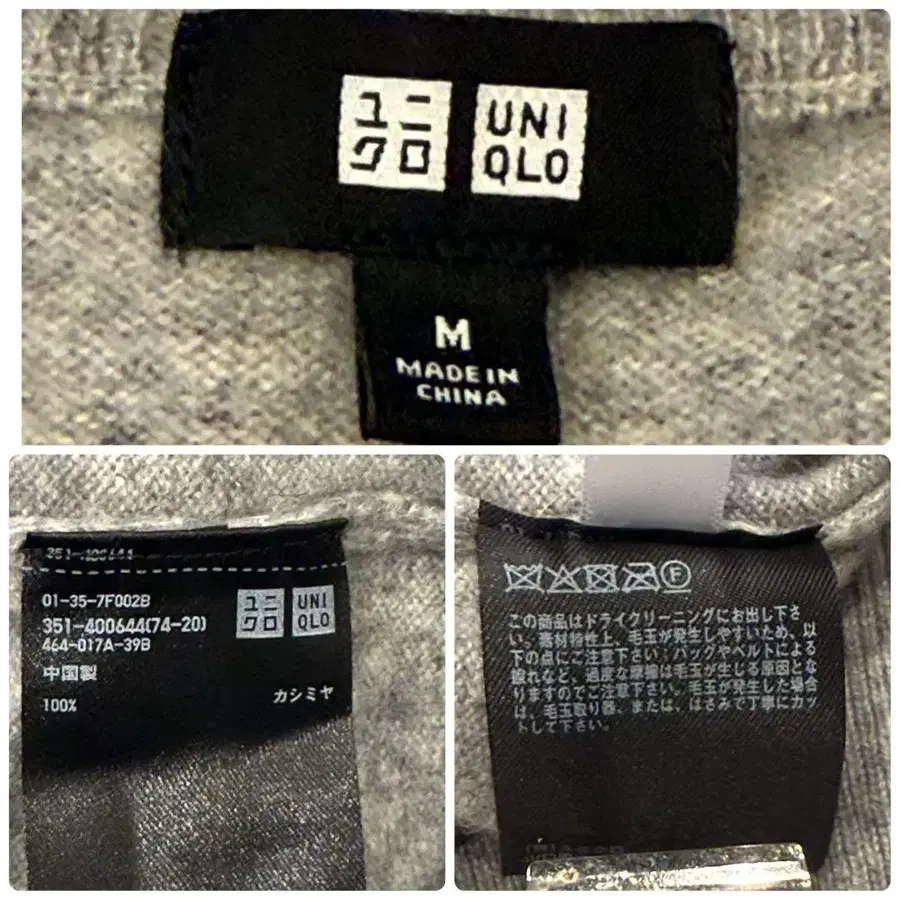 ユニ
クロ
UNI
QLO
M
MADE IN
CHINA
351-400644
01-35-7F002B
351-400644(74-20)
464-017A-39B
中国製
100% カシミヤ
ユニ
クロ
UNI
QLO
F
この商品はドライクリーニングにお出し下さ
い。素材特性上、毛玉が発生しやすいため、以
下の点にご注意下さい:バッグやベルトによる
擦れなど、過度な摩擦は毛玉が生じる原因とな
りますのでご注意下さい。毛玉が発生した場合
は、毛玉取り器、または、はさみで丁寧にカッ
トして下さい。